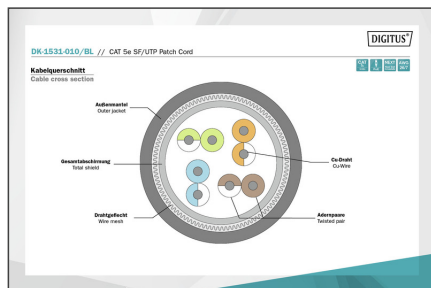 DIGITUS®
DK-1531-010/BL // CAT 5e SF/UTP Patch Cord
Kabelquerschnitt
Cable cross section
Außenmantel
Outer jacket
Gesamtabschirmung
Total shield
Cu-Draht
Cu-Wire
Drahtgeflecht
Wire mesh
Adernpaare
Twisted pair